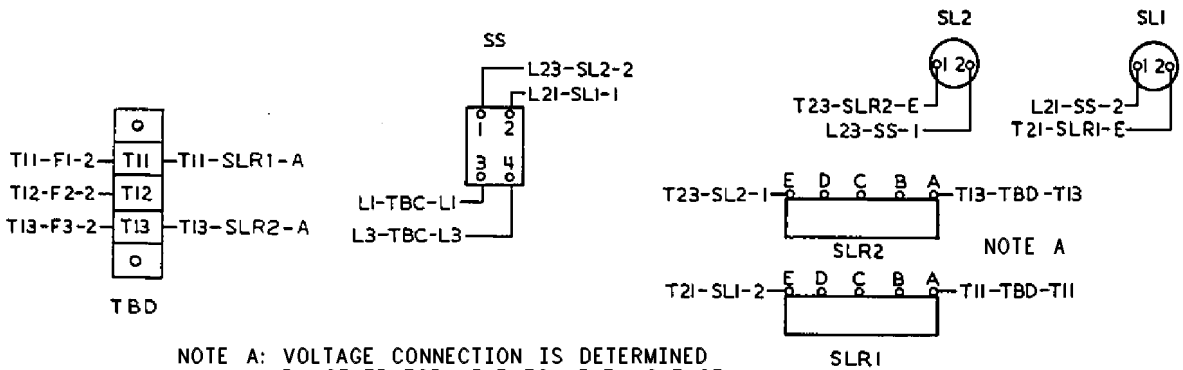 SS
L23-SL2-2
L21-SL1-1
1 2
3 4
L1-TBC-L1
L3-TBC-L3
T11-F1-2
T11
T11-SLR1-A
T12-F2-2
T12
T13-F3-2
T13
T13-SLR2-A
TBD
SL2
1 2
T23-SLR2-E
L23-SS-1
SL1
1 2
L21-SS-2
T21-SLR1-E
T23-SL2-1
E D C B A
T13-TBD-T13
SLR2
NOTE A
T21-SL1-2
E D C B A
T11-TBD-T11
SLR1
NOTE A: VOLTAGE CONNECTION IS DETERMINED